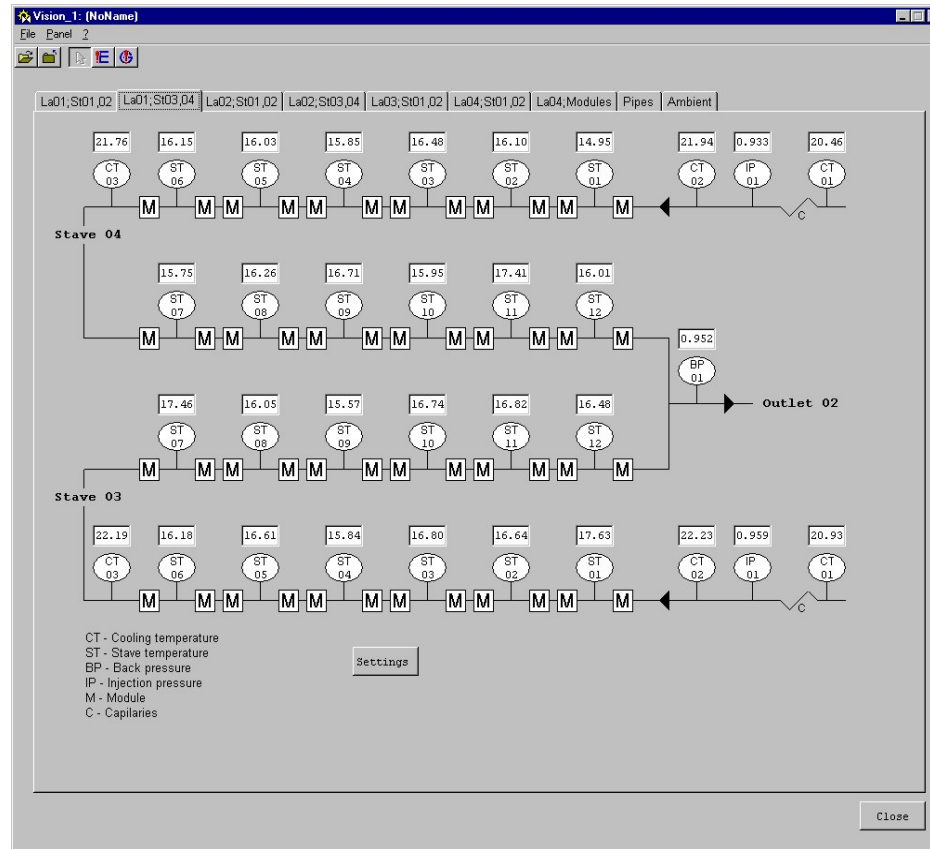 Vision_1: (NoName)
File Panel ?
La01;St01,02 La01;St03,04 La02;St01,02 La02;St03,04 La03;St01,02 La04;St01,02 La04;Modules Pipes Ambient
21.76 16.15 16.03 15.85 16.48 16.10 14.95 21.94 0.933 20.46
CT 03 ST 06 ST 05 ST 04 ST 03 ST 02 ST 01 CT 02 IP 01 CT 01
M M M M M M M M M M M M
C
Stave 04
15.75 16.26 16.71 15.95 17.41 16.01
ST 07 ST 08 ST 09 ST 10 ST 11 ST 12
M M M M M M M M M M M M
0.952
BP 01
Outlet 02
17.46 16.05 15.57 16.74 16.82 16.48
ST 07 ST 08 ST 09 ST 10 ST 11 ST 12
M M M M M M M M M M M M
Stave 03
22.19 16.18 16.61 15.84 16.80 16.64 17.63 22.23 0.959 20.93
CT 03 ST 06 ST 05 ST 04 ST 03 ST 02 ST 01 CT 02 IP 01 CT 01
M M M M M M M M M M M M
C
CT - Cooling temperature
ST - Stave temperature
BP - Back pressure
IP - Injection pressure
M - Module
C - Capilaries
Settings
Close